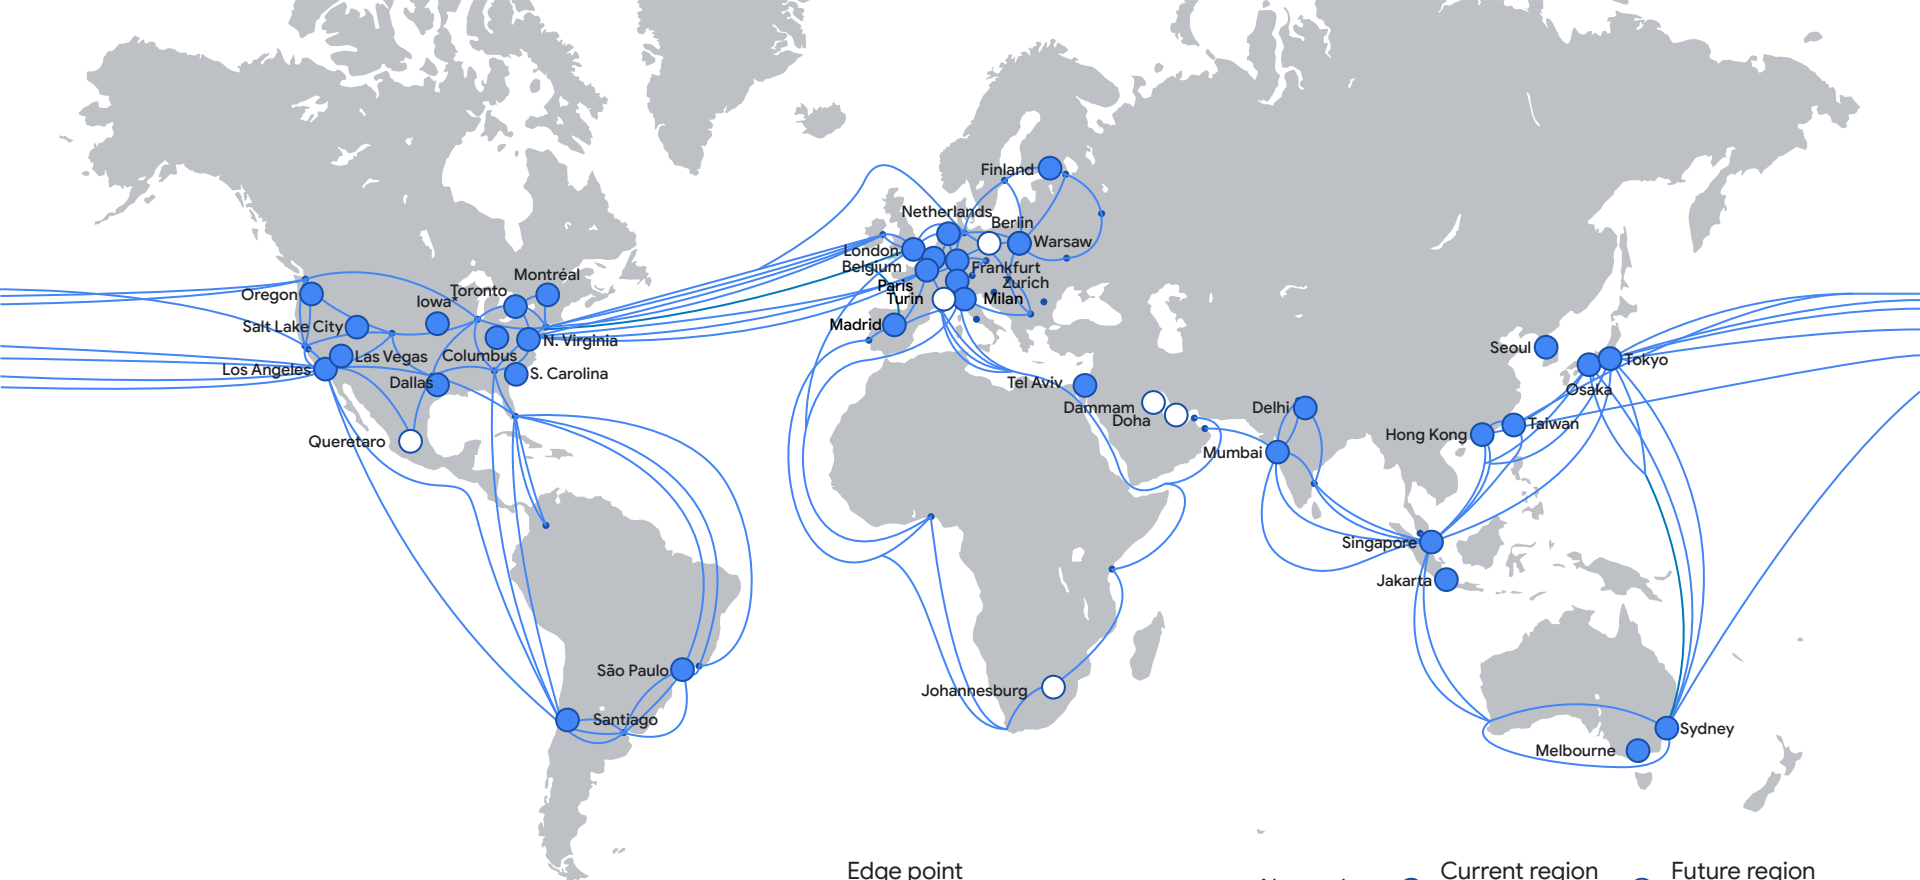 Finland
Netherlands
Berlin
London
Warsaw
Belgium
Frankfurt
Montréal
Zurich
Paris
Toronto
Oregon
Iowa*
Turin
Milan
Salt Lake City
Madrid
N. Virginia
Seoul
Las Vegas
Columbus
Tokyo
Los Angeles
Dallas
S. Carolina
Tel Aviv
Osaka
Dammam
Delhi
Doha
Taiwan
Queretaro
Hong Kong
Mumbai
Singapore
Jakarta
São Paulo
Johannesburg
Santiago
Sydney
Melbourne
Edge point
Current region
Future region